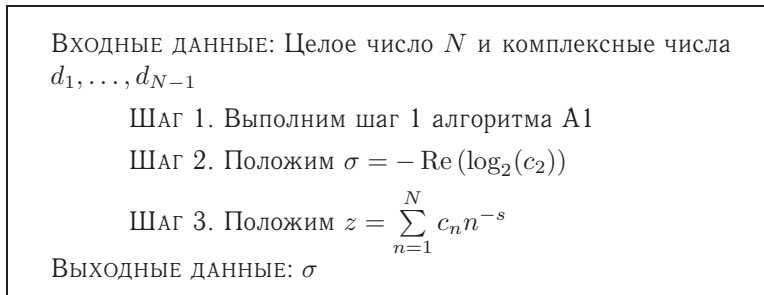 Входные данные: Целое число N и комплексные числа
d₁, . . . , d_{N−1}
Шаг 1. Выполним шаг 1 алгоритма A1
Шаг 2. Положим σ = − Re (log₂(c₂))
Шаг 3. Положим z = ∑_{n=1}^{N} cₙn^{−s}
Выходные данные: σ